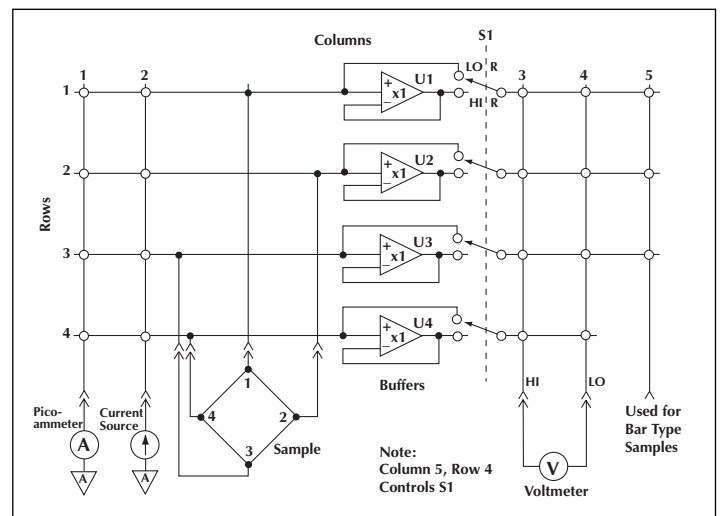 Columns
S1
1 2 LO R 3 4 5
1 + x1 − U1 HI R
2 + x1 − U2
Rows
3 + x1 − U3
4 + x1 − U4
Buffers
HI LO
Pico-
ammeter
Current
Source
A
A
A
1
4 2
3
Sample
Note:
Column 5, Row 4
Controls S1
V
Voltmeter
Used for
Bar Type
Samples